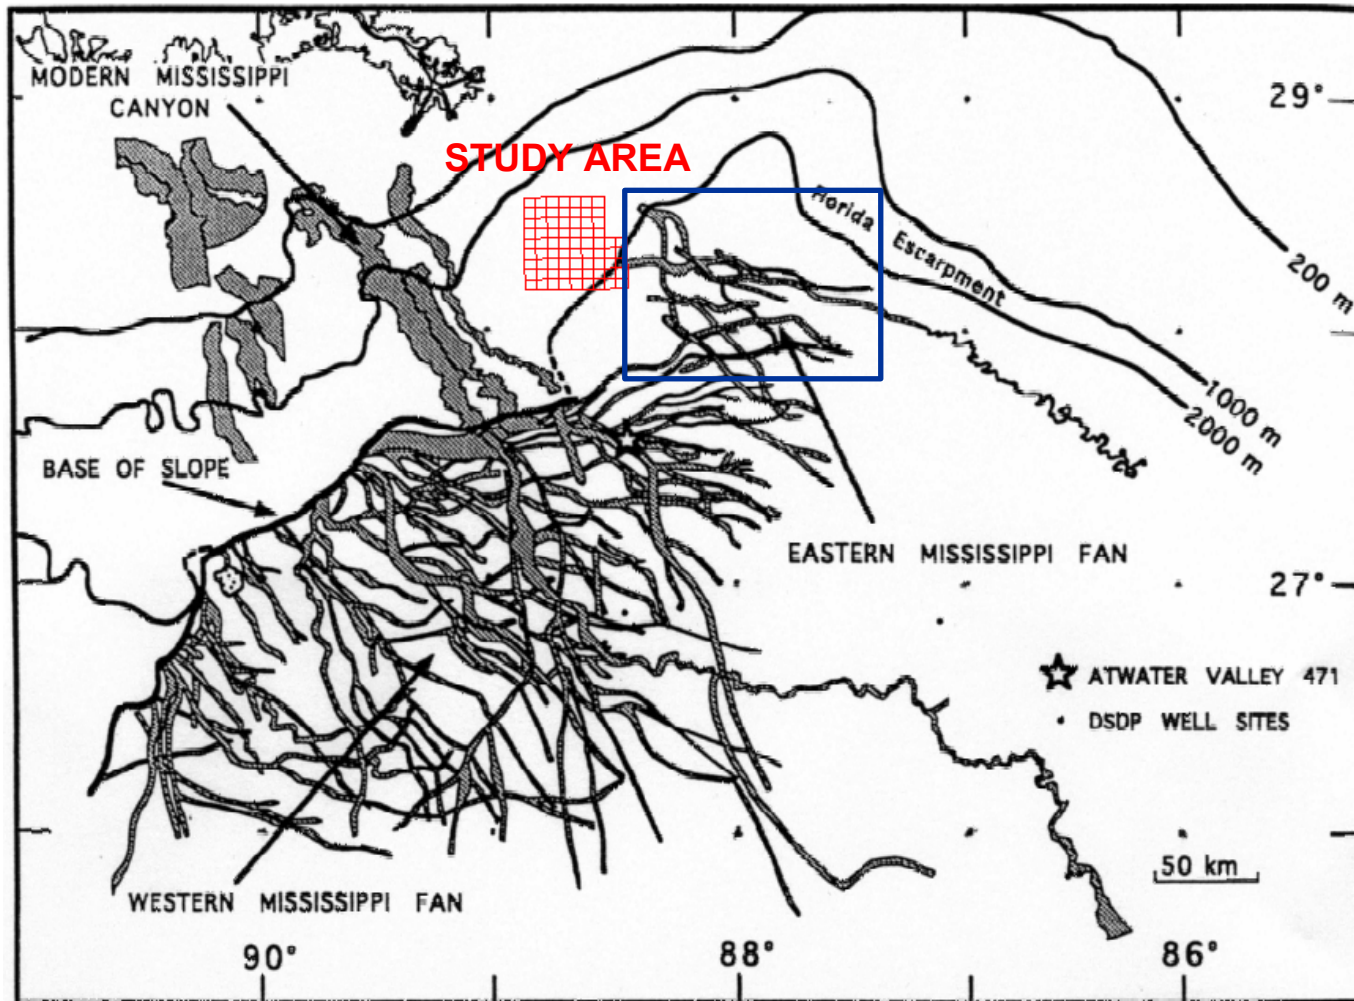 MODERN MISSISSIPPI
CANYON
29°
STUDY AREA
Florida Escarpment
200 m
1000 m
2000 m
BASE OF SLOPE
EASTERN MISSISSIPPI FAN
27°
ATWATER VALLEY 471
DSDP WELL SITES
50 km
WESTERN MISSISSIPPI FAN
90°
88°
86°